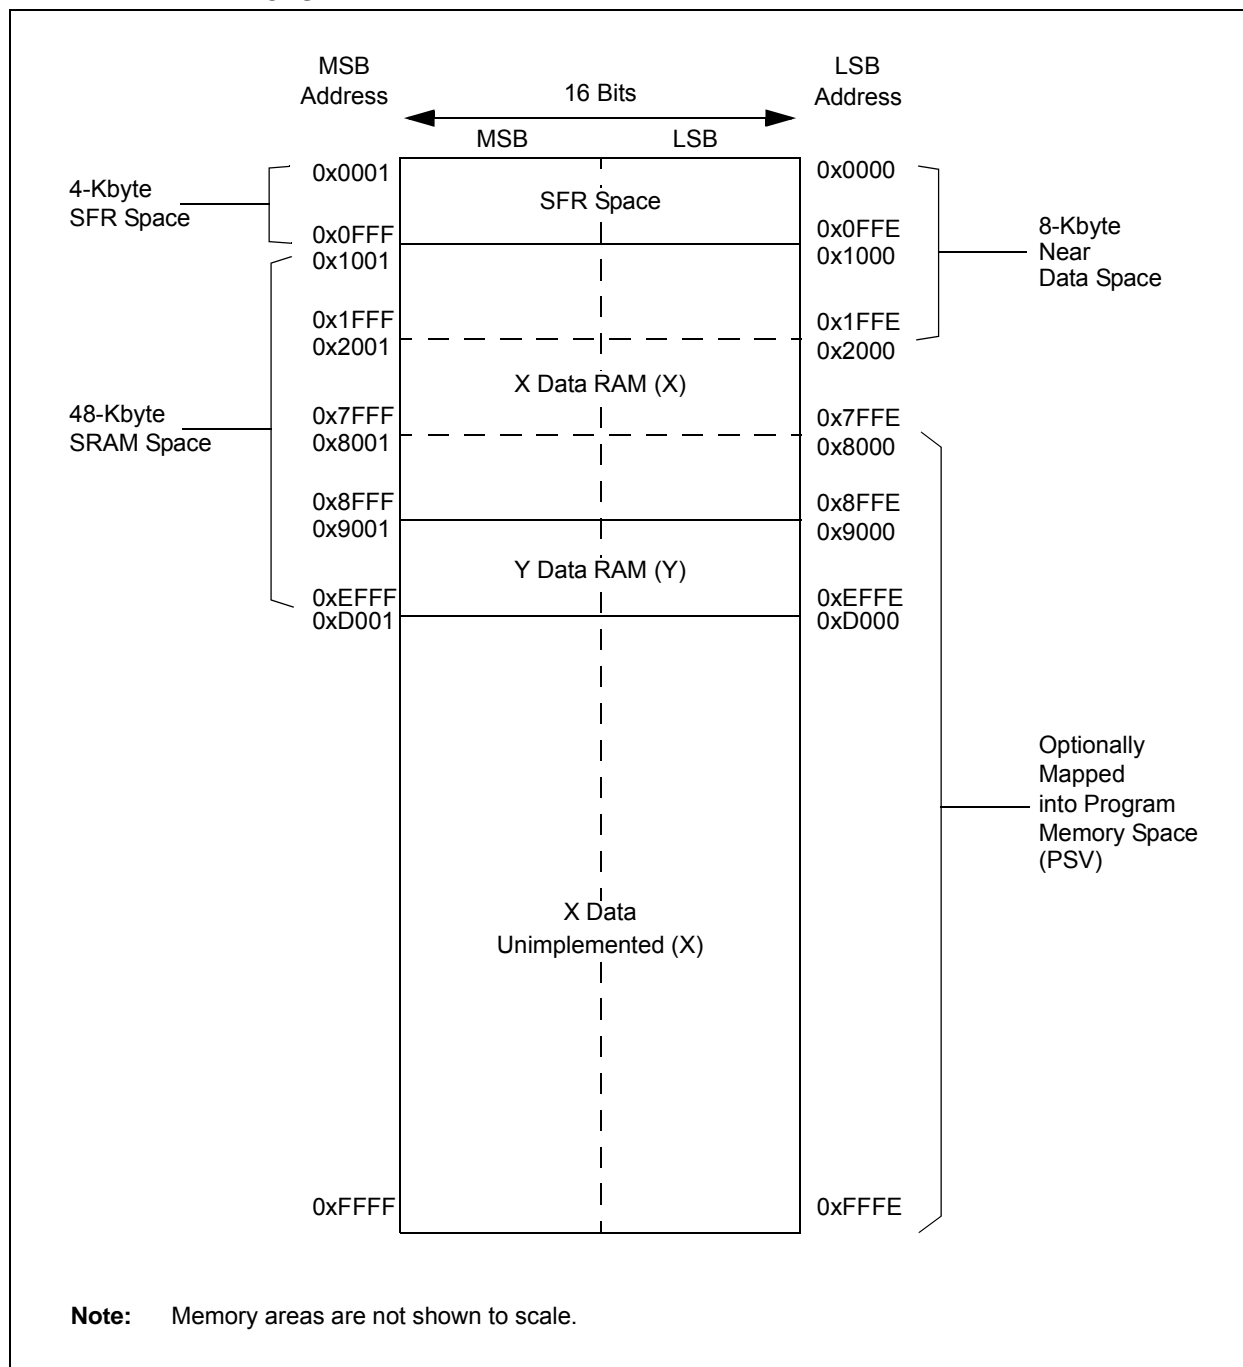 MSB
Address
LSB
Address
16 Bits
MSB
LSB
4-Kbyte
SFR Space
0x0001
0x0000
SFR Space
0x0FFF
0x0FFE
0x1001
0x1000
8-Kbyte
Near
Data Space
0x1FFF
0x1FFE
0x2001
0x2000
X Data RAM (X)
48-Kbyte
SRAM Space
0x7FFF
0x7FFE
0x8001
0x8000
0x8FFF
0x8FFE
0x9001
0x9000
Y Data RAM (Y)
0xEFFF
0xEFFE
0xD001
0xD000
Optionally
Mapped
into Program
Memory Space
(PSV)
X Data
Unimplemented (X)
0xFFFF
0xFFFE
Note: Memory areas are not shown to scale.